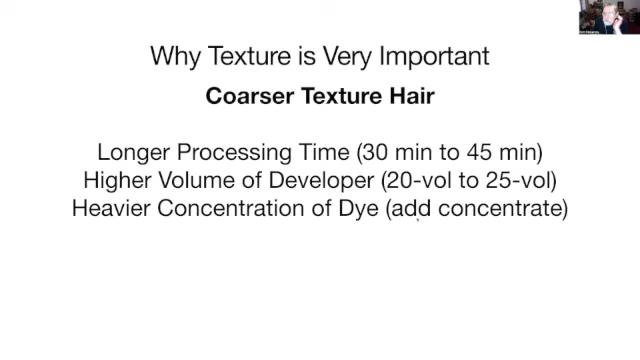 Why Texture is Very Important
Coarser Texture Hair
Longer Processing Time (30 min to 45 min)
Higher Volume of Developer (20-vol to 25-vol)
Heavier Concentration of Dye (add concentrate)